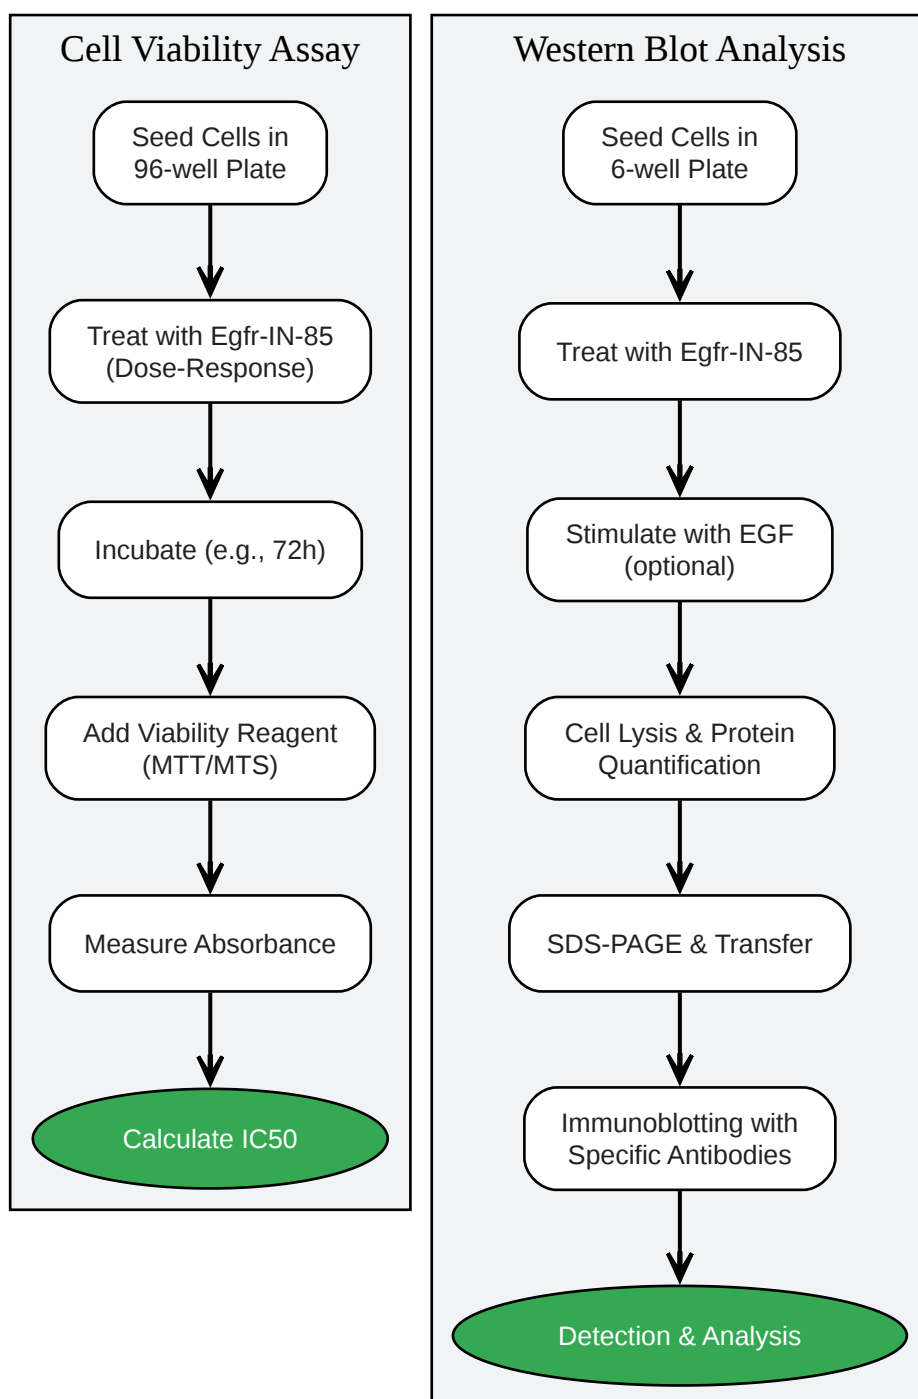 Cell Viability Assay
Seed Cells in
96-well Plate
Treat with Egfr-IN-85
(Dose-Response)
Incubate (e.g., 72h)
Add Viability Reagent
(MTT/MTS)
Measure Absorbance
Calculate IC50
Western Blot Analysis
Seed Cells in
6-well Plate
Treat with Egfr-IN-85
Stimulate with EGF
(optional)
Cell Lysis & Protein
Quantification
SDS-PAGE & Transfer
Immunoblotting with
Specific Antibodies
Detection & Analysis